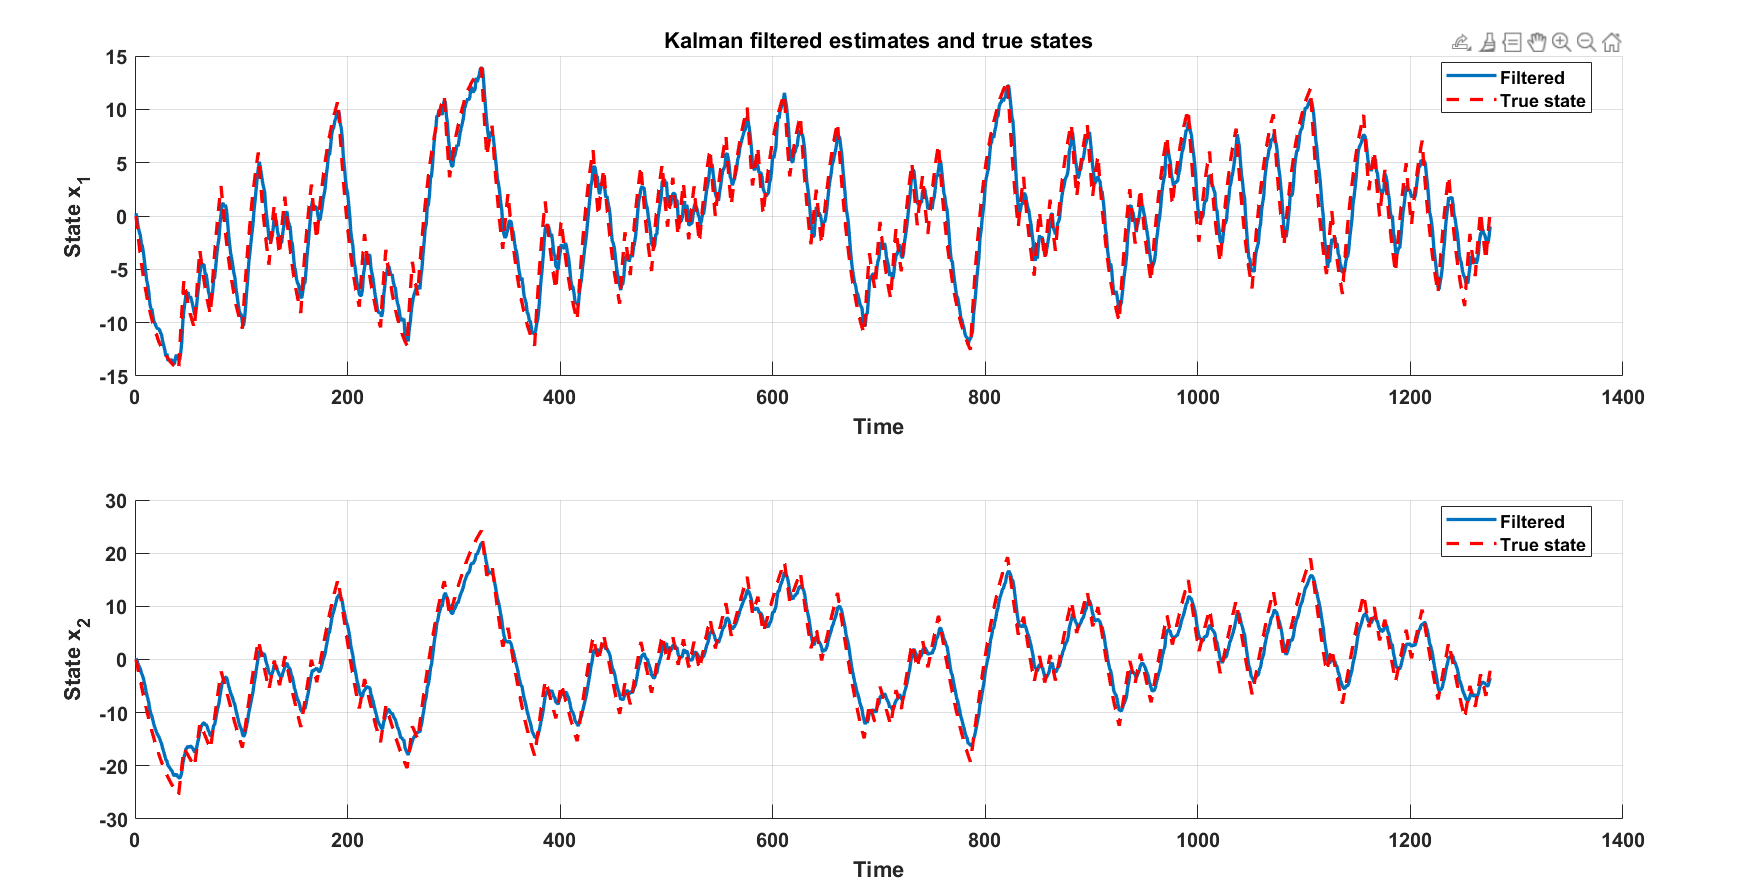 Kalman filtered estimates and true states
15
10
5
0
-5
-10
-15
State x1
Filtered
True state
0 200 400 600 800 1000 1200 1400
Time
30
20
10
0
-10
-20
-30
State x2
Filtered
True state
0 200 400 600 800 1000 1200 1400
Time